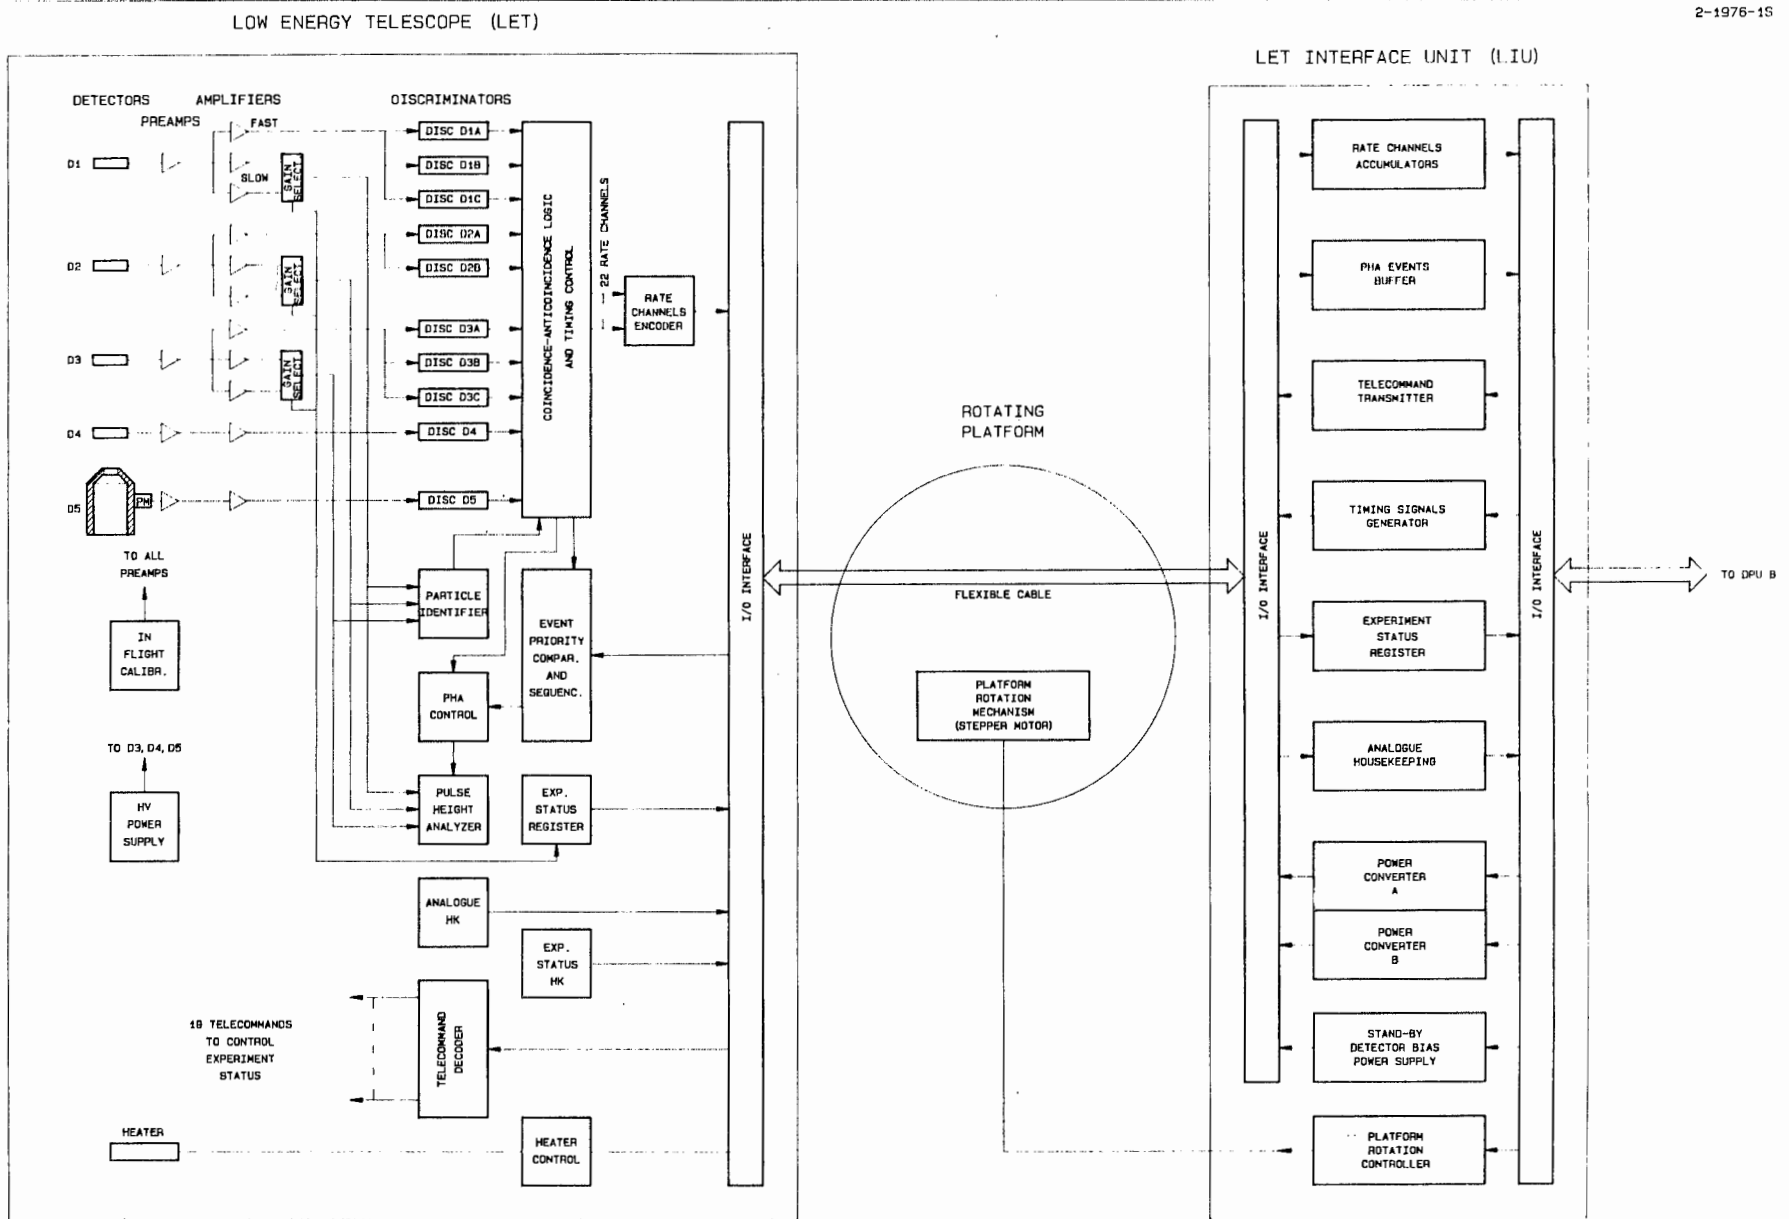 2-1976-1S
LOW ENERGY TELESCOPE (LET)
LET INTERFACE UNIT (LIU)
DETECTORS
PREAMPS
AMPLIFIERS
DISCRIMINATORS
FAST
SLOW
D1
D2
D3
D4
D5
PM
GAIN
SELECT
GAIN
SELECT
GAIN
SELECT
DISC D1A
DISC D1B
DISC D1C
DISC D2A
DISC D2B
DISC D3A
DISC D3B
DISC D3C
DISC D4
DISC D5
COINCIDENCE-ANTICOINCIDENCE LOGIC
AND TIMING CONTROL
22 RATE CHANNELS
RATE
CHANNELS
ENCODER
I/O INTERFACE
TO ALL
PREAMPS
IN
FLIGHT
CALIBR.
TO D3, D4, D5
HV
POWER
SUPPLY
PARTICLE
IDENTIFIER
EVENT
PRIORITY
COMPAR.
AND
SEQUENC.
PHA
CONTROL
PULSE
HEIGHT
ANALYZER
EXP.
STATUS
REGISTER
ANALOGUE
HK
EXP.
STATUS
HK
TELECOMMAND
DECODER
18 TELECOMMANDS
TO CONTROL
EXPERIMENT
STATUS
HEATER
HEATER
CONTROL
ROTATING
PLATFORM
FLEXIBLE CABLE
PLATFORM
ROTATION
MECHANISM
(STEPPER MOTOR)
I/O INTERFACE
RATE CHANNELS
ACCUMULATORS
PHA EVENTS
BUFFER
TELECOMMAND
TRANSMITTER
TIMING SIGNALS
GENERATOR
EXPERIMENT
STATUS
REGISTER
ANALOGUE
HOUSEKEEPING
POWER
CONVERTER
A
POWER
CONVERTER
B
STAND-BY
DETECTOR BIAS
POWER SUPPLY
PLATFORM
ROTATION
CONTROLLER
I/O INTERFACE
TO DPU B